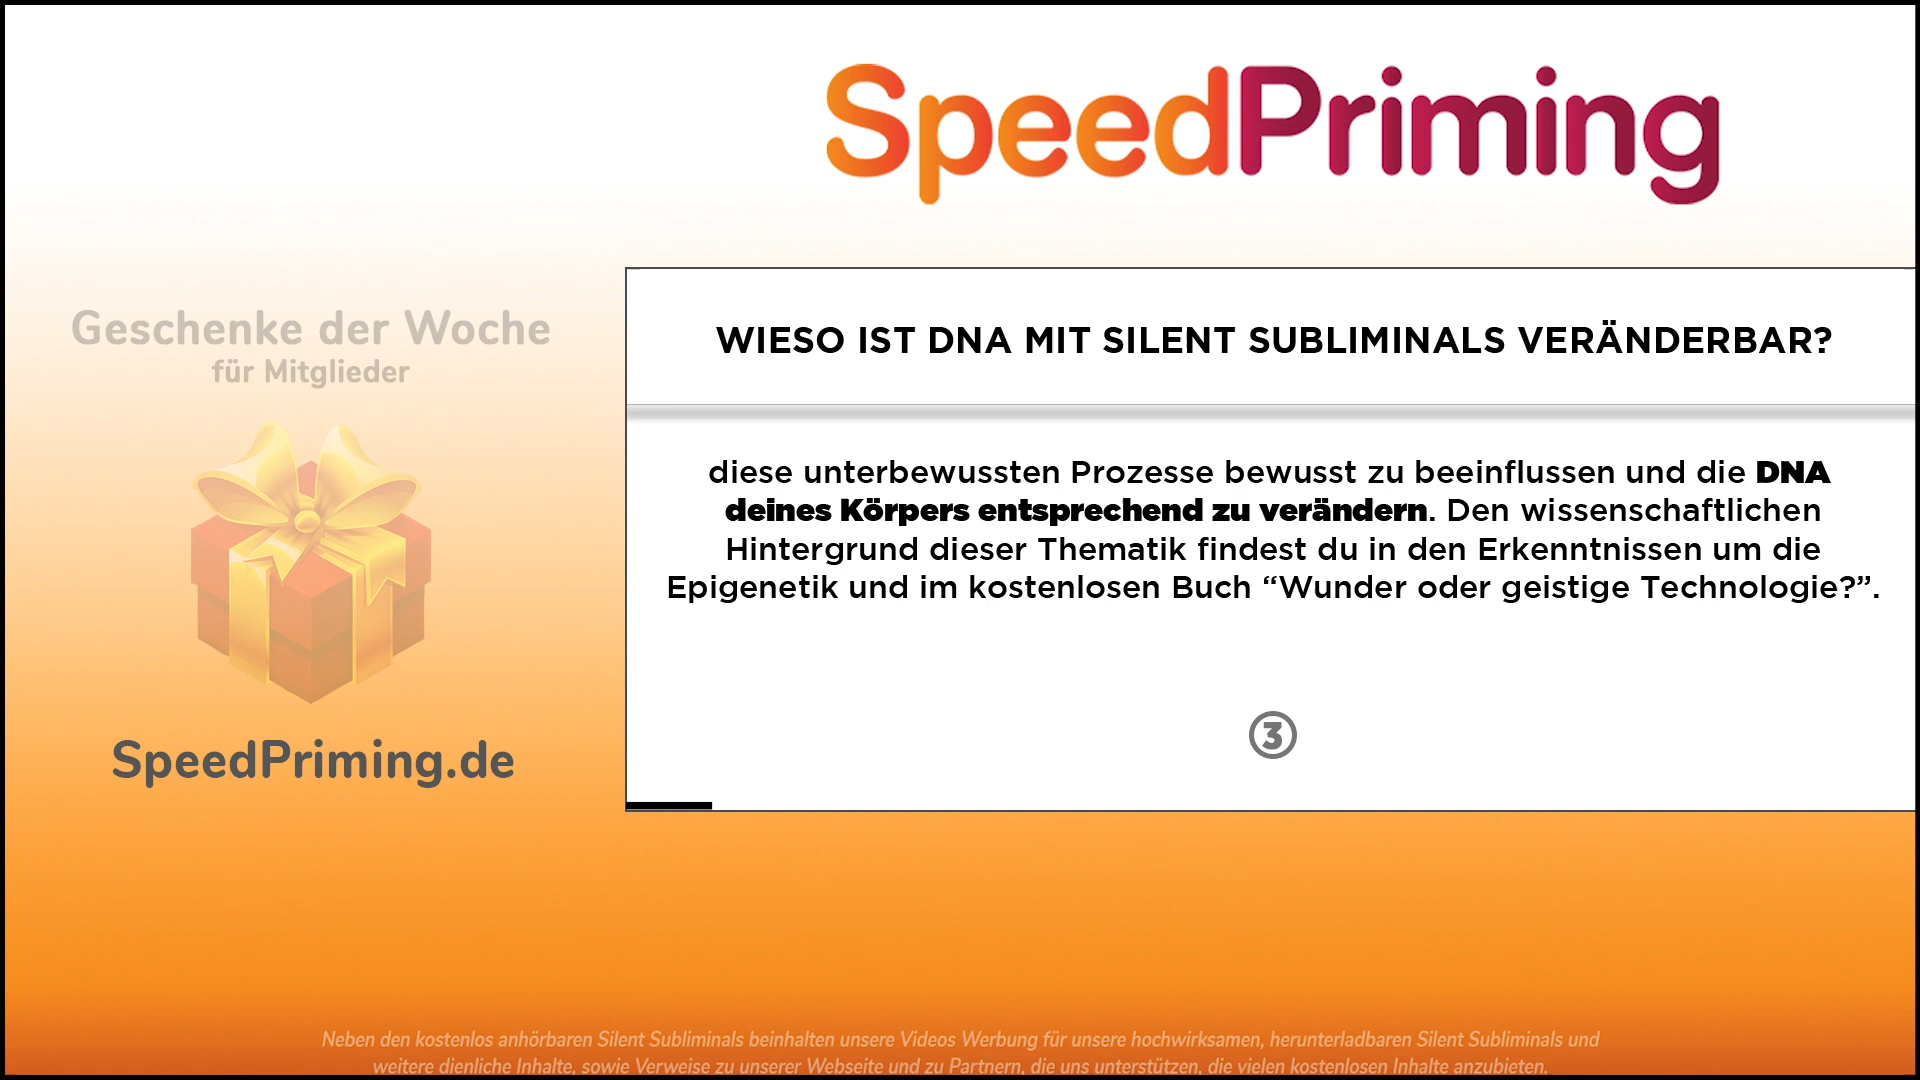 SpeedPriming
Geschenke der Woche
für Mitglieder
SpeedPriming.de
WIESO IST DNA MIT SILENT SUBLIMINALS VERÄNDERBAR?
diese unterbewussten Prozesse bewusst zu beeinflussen und die DNA
deines Körpers entsprechend zu verändern. Den wissenschaftlichen
Hintergrund dieser Thematik findest du in den Erkenntnissen um die
Epigenetik und im kostenlosen Buch “Wunder oder geistige Technologie?”.
③
Neben den kostenlos anhörbaren Silent Subliminals beinhalten unsere Videos Werbung für unsere hochwirksamen, herunterladbaren Silent Subliminals und
weitere dienliche Inhalte, sowie Verweise zu unserer Webseite und zu Partnern, die uns unterstützen, die vielen kostenlosen Inhalte anzubieten.